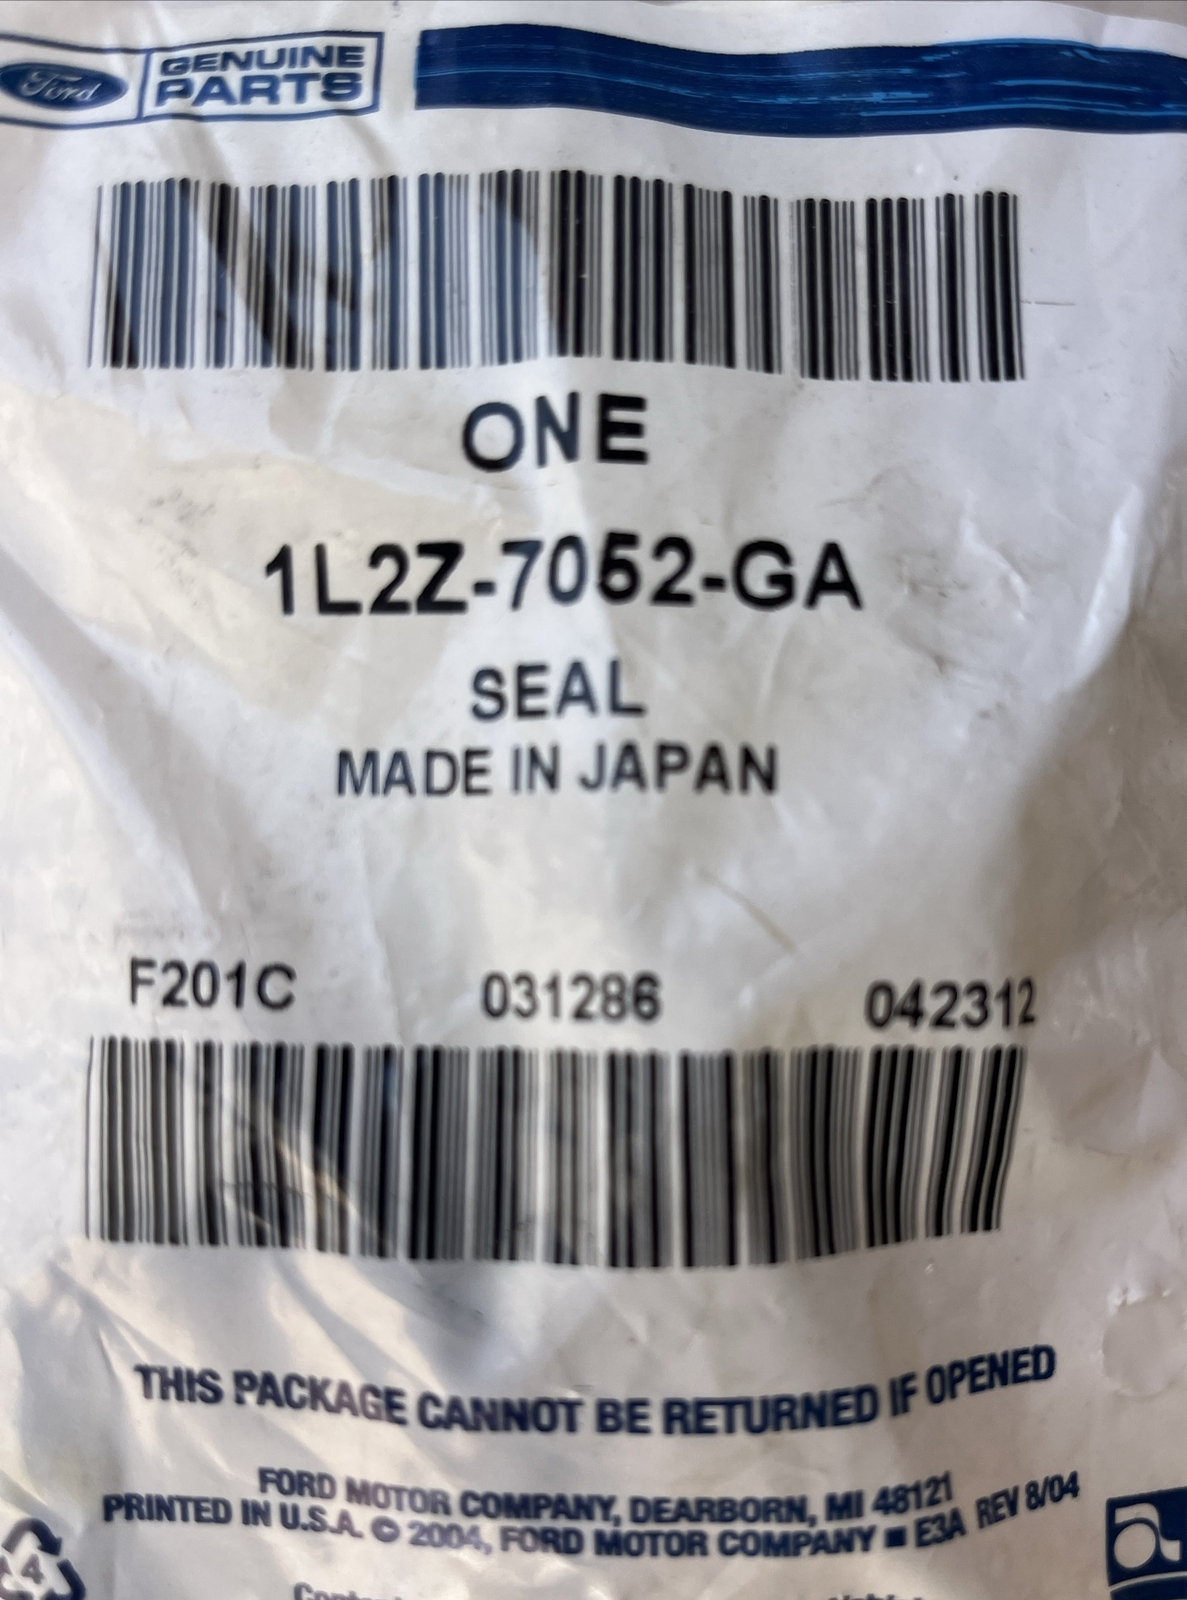 Ford GENUINE
PARTS
ONE
1L2Z-7052-GA
SEAL
MADE IN JAPAN
F201C 031286 042312
THIS PACKAGE CANNOT BE RETURNED IF OPENED
FORD MOTOR COMPANY, DEARBORN, MI 48121
PRINTED IN U.S.A. © 2004, FORD MOTOR COMPANY ■ E3A REV 8/04
4